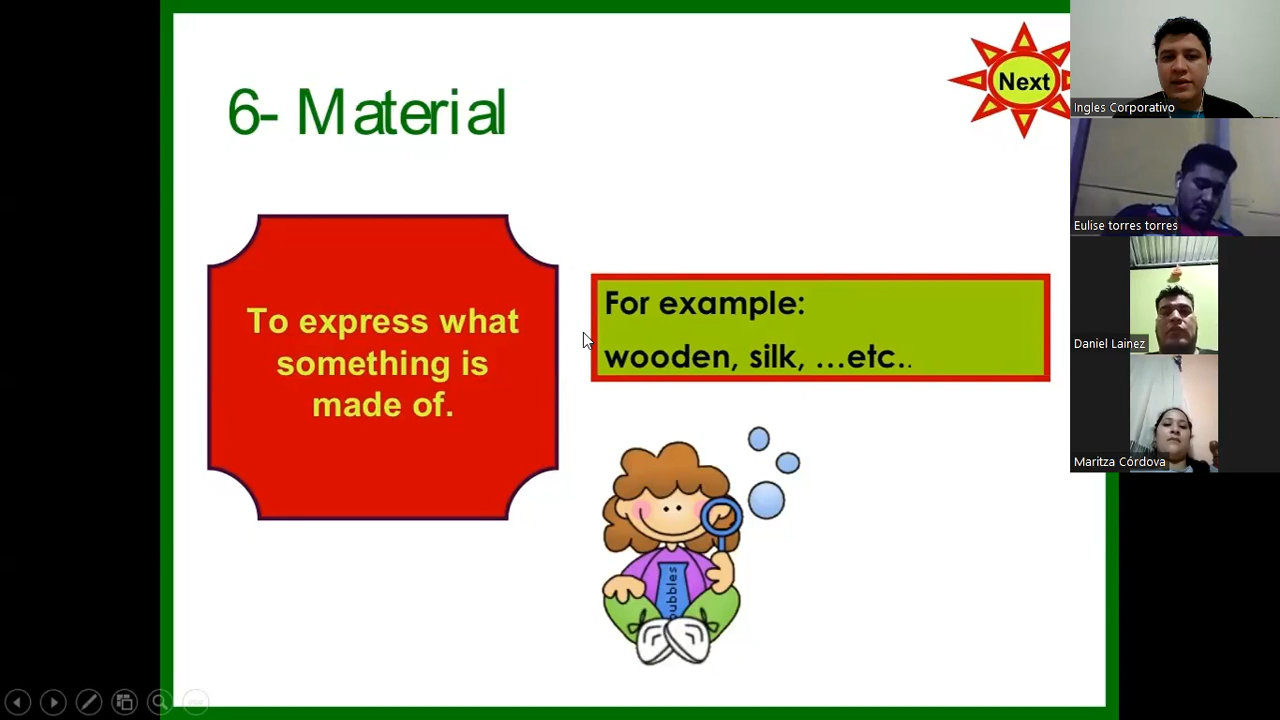 6- Material
Next
To express what
something is
made of.
For example:
wooden, silk, ...etc..
bubbles
Ingles Corporativo
Eulise torres torres
Daniel Lainez
Maritza Córdova